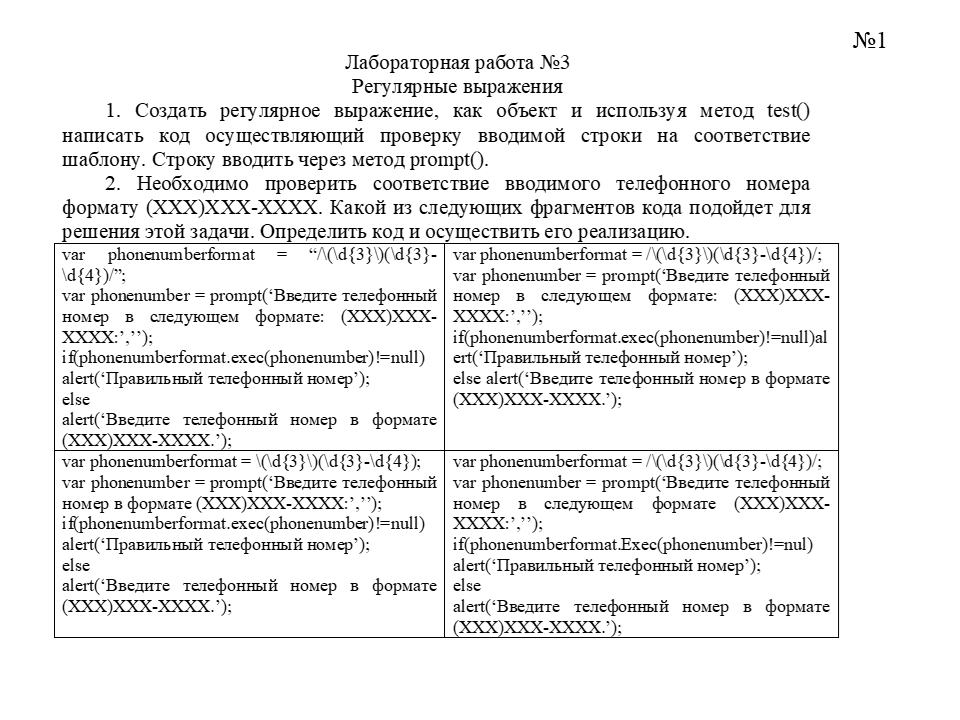 №1
Лабораторная работа №3
Регулярные выражения
1. Создать регулярное выражение, как объект и используя метод test()
написать код осуществляющий проверку вводимой строки на соответствие
шаблону. Строку вводить через метод prompt().
2. Необходимо проверить соответствие вводимого телефонного номера
формату (XXX)XXX-XXXX. Какой из следующих фрагментов кода подойдет для
решения этой задачи. Определить код и осуществить его реализацию.
var phonenumberformat = “/\(\d{3}\)(\d{3}-
\d{4})/”;
var phonenumber = prompt(‘Введите телефонный
номер в следующем формате: (XXX)XXX-
XXXX:’,’’);
if(phonenumberformat.exec(phonenumber)!=null)
alert(‘Правильный телефонный номер’);
else
alert(‘Введите телефонный номер в формате
(XXX)XXX-XXXX.’);
var phonenumberformat = /\(\d{3}\)(\d{3}-\d{4})/;
var phonenumber = prompt(‘Введите телефонный
номер в следующем формате: (XXX)XXX-
XXXX:’,’’);
if(phonenumberformat.exec(phonenumber)!=null)al
ert(‘Правильный телефонный номер’);
else alert(‘Введите телефонный номер в формате
(XXX)XXX-XXXX.’);
var phonenumberformat = \(\d{3}\)(\d{3}-\d{4});
var phonenumber = prompt(‘Введите телефонный
номер в формате (XXX)XXX-XXXX:’,’’);
if(phonenumberformat.exec(phonenumber)!=null)
alert(‘Правильный телефонный номер’);
else
alert(‘Введите телефонный номер в формате
(XXX)XXX-XXXX.’);
var phonenumberformat = /\(\d{3}\)(\d{3}-\d{4})/;
var phonenumber = prompt(‘Введите телефонный
номер в следующем формате: (XXX)XXX-
XXXX:’,’’);
if(phonenumberformat.Exec(phonenumber)!=nul)
alert(‘Правильный телефонный номер’);
else
alert(‘Введите телефонный номер в формате
(XXX)XXX-XXXX.’);